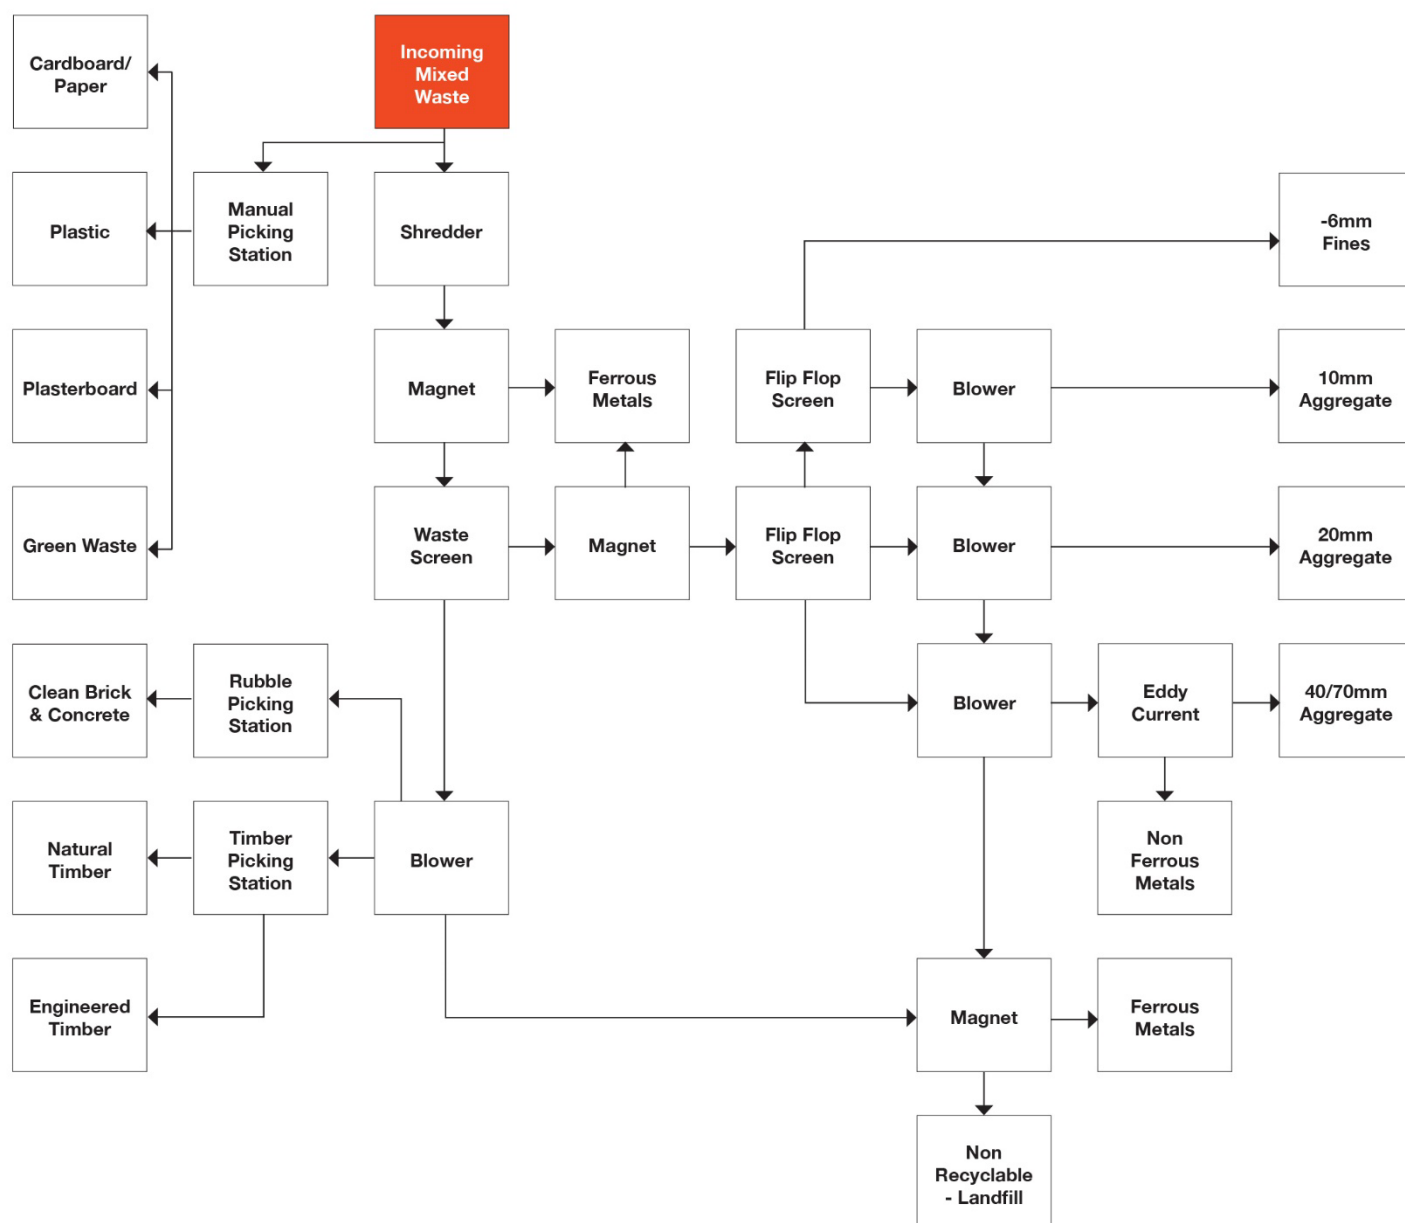 Cardboard/
Paper
Incoming
Mixed
Waste
Plastic
Manual
Picking
Station
Shredder
-6mm
Fines
Plasterboard
Magnet
Ferrous
Metals
Flip Flop
Screen
Blower
10mm
Aggregate
Green Waste
Waste
Screen
Magnet
Flip Flop
Screen
Blower
20mm
Aggregate
Clean Brick
& Concrete
Rubble
Picking
Station
Blower
Eddy
Current
40/70mm
Aggregate
Natural
Timber
Timber
Picking
Station
Blower
Non
Ferrous
Metals
Engineered
Timber
Magnet
Ferrous
Metals
Non
Recyclable
- Landfill